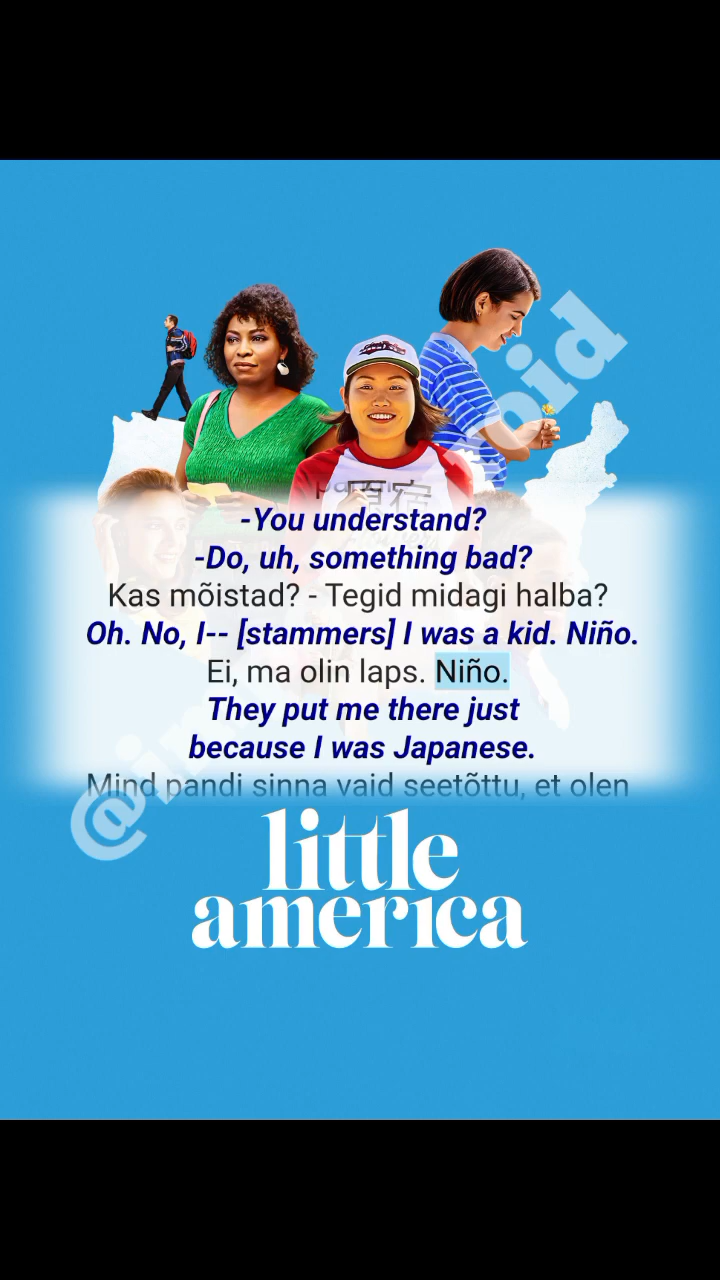 原宿
-You understand?
-Do, uh, something bad?
Kas mõistad? - Tegid midagi halba?
Oh. No, I-- [stammers] I was a kid. Niño.
Ei, ma olin laps. Niño.
They put me there just
because I was Japanese.
Mind pandi sinna vaid seetõttu, et olen
little
america